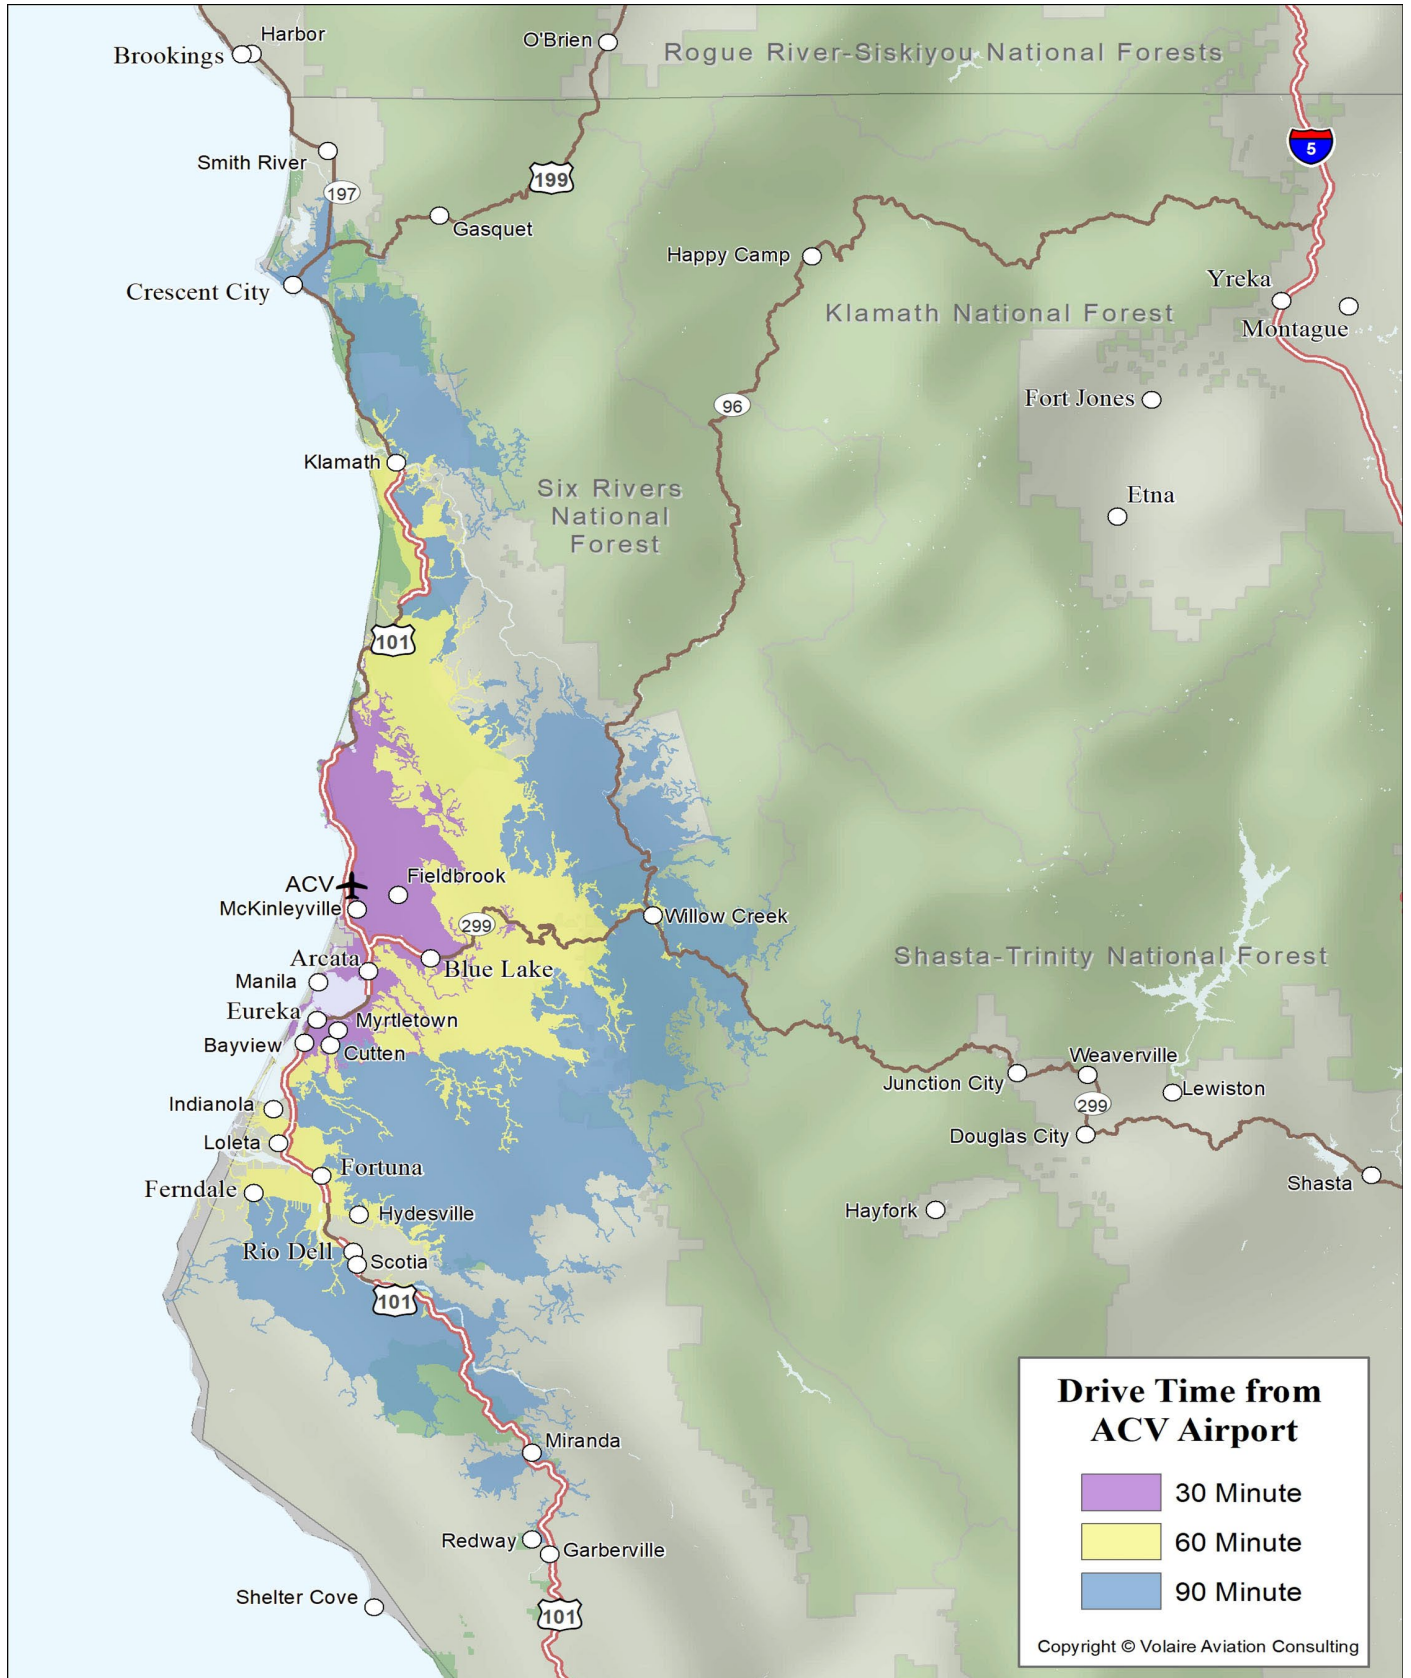 Harbor
Brookings
O'Brien
Rogue River-Siskiyou National Forests
5
Smith River
199
197
Gasquet
Happy Camp
Yreka
Crescent City
Klamath National Forest
Montague
Fort Jones
96
Klamath
Six Rivers
National
Forest
Etna
101
Fieldbrook
ACV
McKinleyville
299
Willow Creek
Arcata
Blue Lake
Shasta-Trinity National Forest
Manila
Eureka
Myrtletown
Bayview
Cutten
Weaverville
Junction City
Lewiston
Indianola
299
Loleta
Douglas City
Fortuna
Shasta
Ferndale
Hydesville
Hayfork
Rio Dell
Scotia
101
Miranda
Redway
Garberville
Shelter Cove
101
Drive Time from
ACV Airport
30 Minute
60 Minute
90 Minute
Copyright © Volaire Aviation Consulting